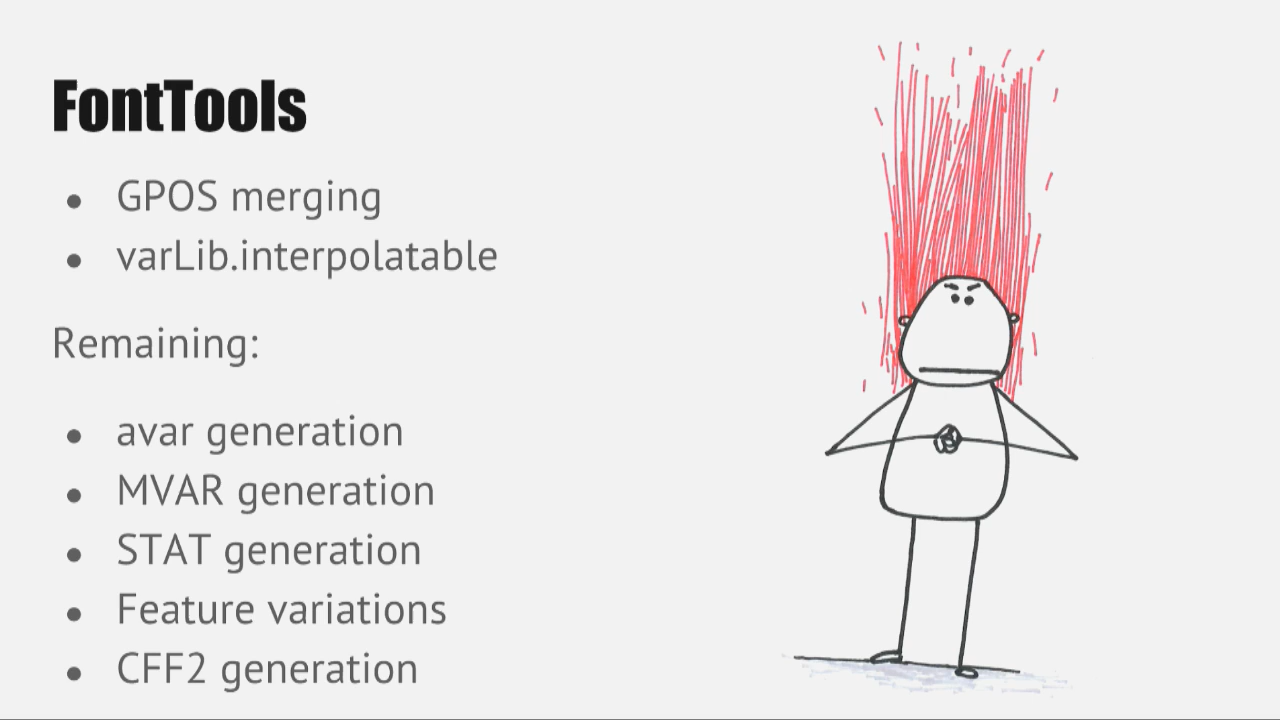 FontTools
● GPOS merging
● varLib.interpolatable
Remaining:
● avar generation
● MVAR generation
● STAT generation
● Feature variations
● CFF2 generation